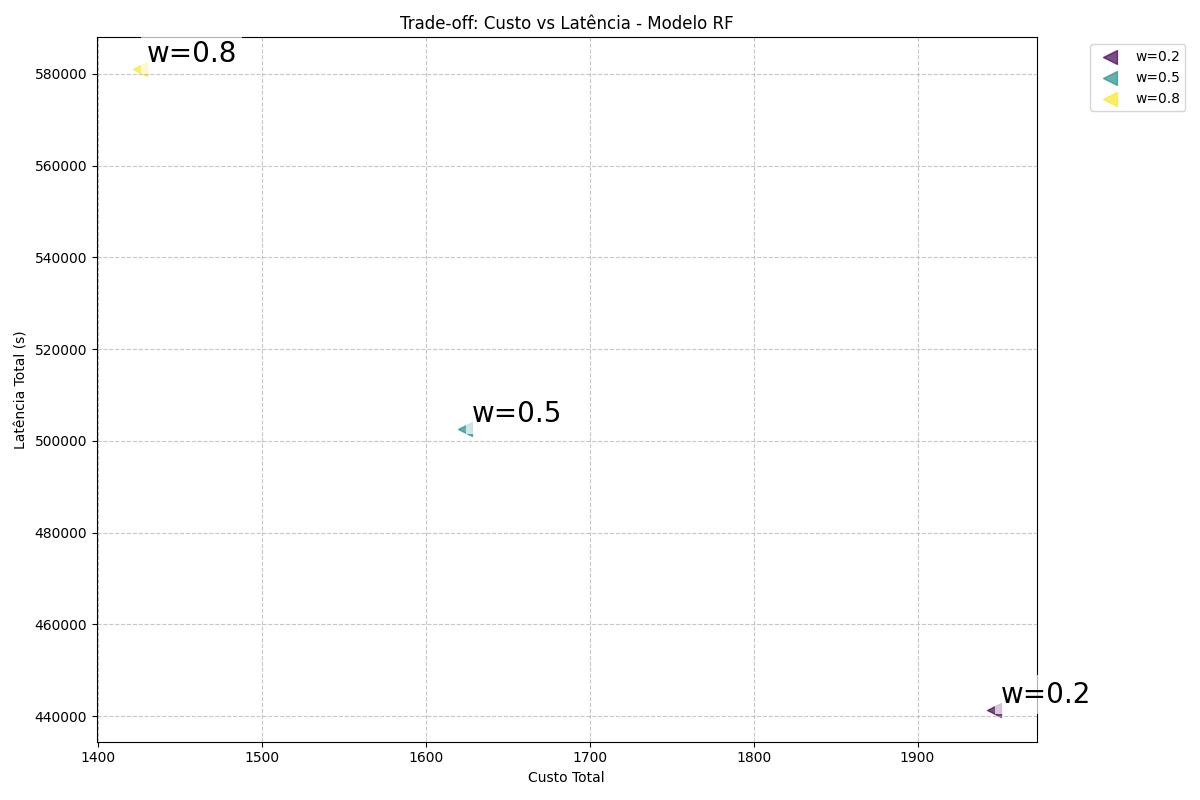 Trade-off: Custo vs Latência - Modelo RF
w=0.8
w=0.5
w=0.2
w=0.2
w=0.5
w=0.8
580000
560000
540000
520000
500000
480000
460000
440000
Latência Total (s)
1400 1500 1600 1700 1800 1900
Custo Total